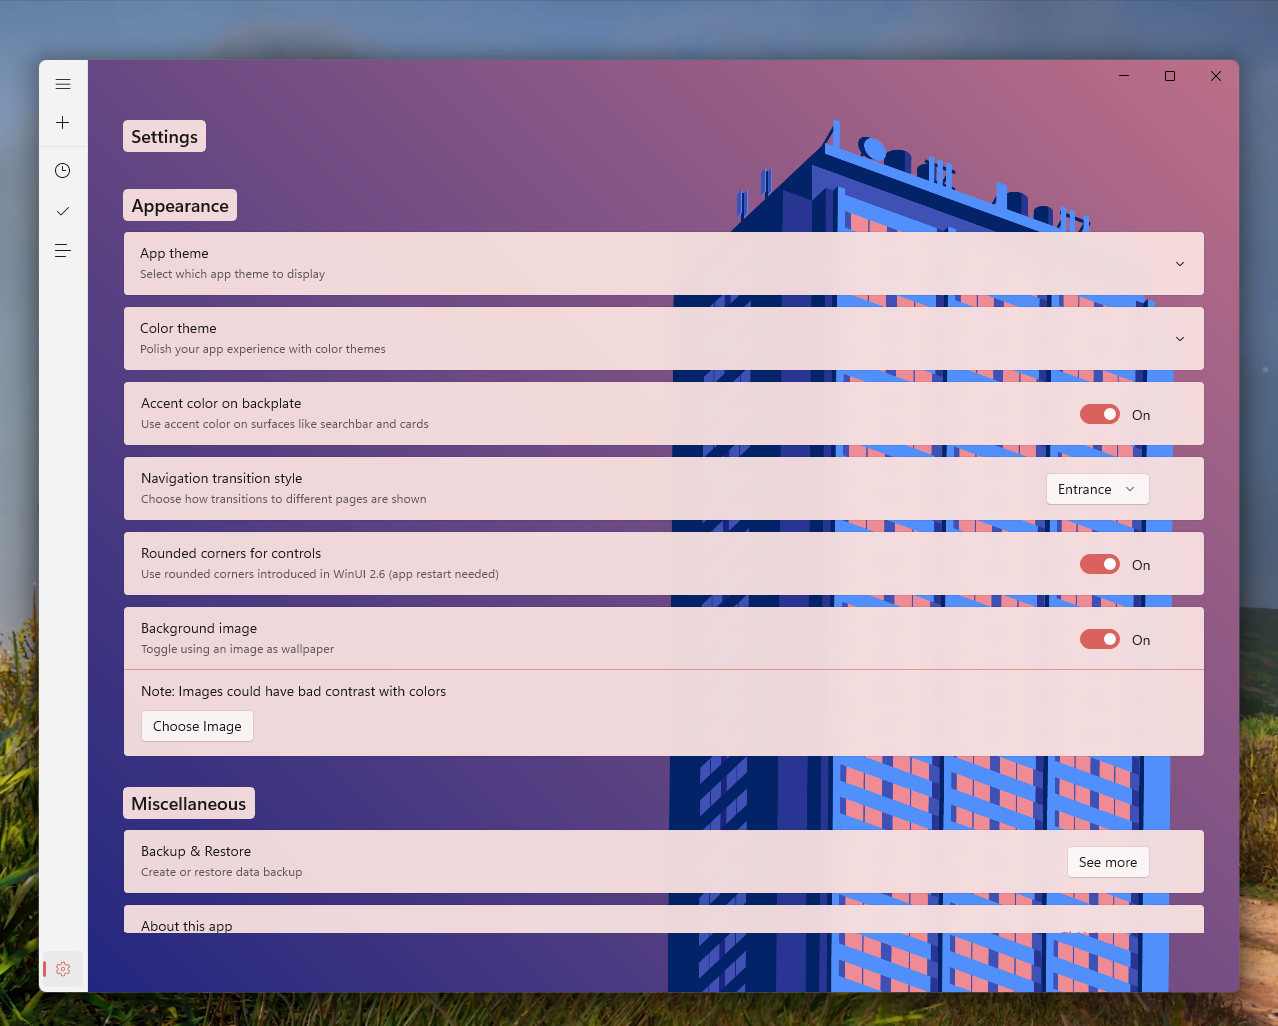 Settings
Appearance
App theme
Select which app theme to display
Color theme
Polish your app experience with color themes
Accent color on backplate
Use accent color on surfaces like searchbar and cards
On
Navigation transition style
Choose how transitions to different pages are shown
Entrance
Rounded corners for controls
Use rounded corners introduced in WinUI 2.6 (app restart needed)
On
Background image
Toggle using an image as wallpaper
On
Note: Images could have bad contrast with colors
Choose Image
Miscellaneous
Backup & Restore
Create or restore data backup
See more
About this app